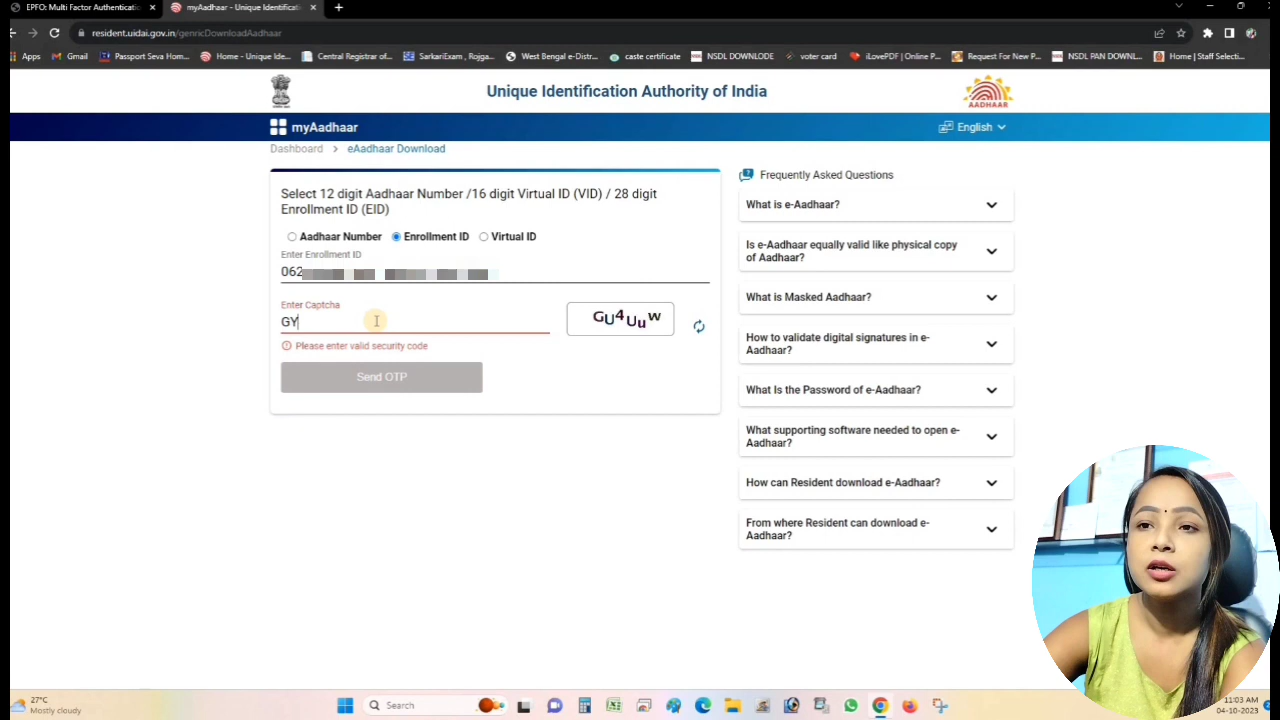 EPFO: Multi Factor Authenticatio
myAadhaar - Unique Identificati
resident.uidai.gov.in/genricDownloadAadhaar
Apps
Gmail
Passport Seva Hom...
Home - Unique Ide...
Central Registrar of...
SarkariExam , Rojga...
West Bengal e-Distr...
caste certificate
NSDL DOWNLODE
voter card
iLovePDF | Online P...
Request For New P...
NSDL PAN DOWNL...
Home | Staff Selecti...
Unique Identification Authority of India
AADHAAR
myAadhaar
English
Dashboard > eAadhaar Download
Select 12 digit Aadhaar Number /16 digit Virtual ID (VID) / 28 digit
Enrollment ID (EID)
Aadhaar Number Enrollment ID Virtual ID
Enter Enrollment ID
062
Enter Captcha
GY
GU4Uuw
Please enter valid security code
Send OTP
Frequently Asked Questions
What is e-Aadhaar?
Is e-Aadhaar equally valid like physical copy
of Aadhaar?
What is Masked Aadhaar?
How to validate digital signatures in e-
Aadhaar?
What Is the Password of e-Aadhaar?
What supporting software needed to open e-
Aadhaar?
How can Resident download e-Aadhaar?
From where Resident can download e-
Aadhaar?
27°C
Mostly cloudy
Search
11:03 AM
04-10-2023